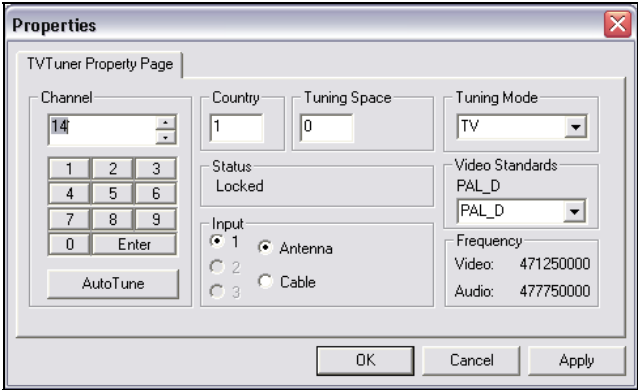 Properties
TVTuner Property Page
Channel
14
1 2 3
4 5 6
7 8 9
0 Enter
AutoTune
Country
1
Tuning Space
0
Status
Locked
Input
1
2
3
Antenna
Cable
Tuning Mode
TV
Video Standards
PAL_D
PAL_D
Frequency
Video: 471250000
Audio: 477750000
OK Cancel Apply